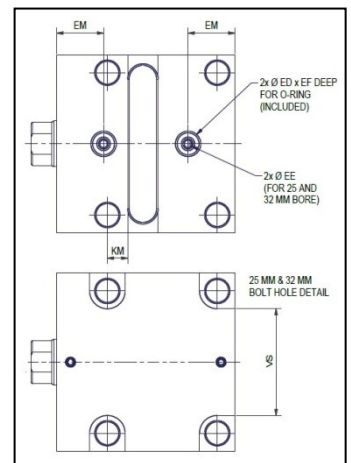 EM
EM
2x Ø ED x EF DEEP
FOR O-RING
(INCLUDED)
2x Ø EE
(FOR 25 AND
32 MM BORE)
KM
25 MM & 32 MM
BOLT HOLE DETAIL
VS